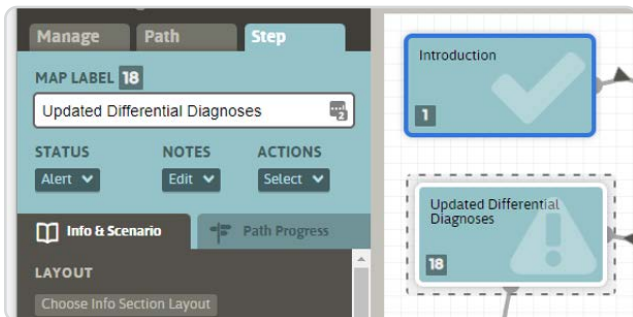 Manage Path Step
MAP LABEL 18
Updated Differential Diagnoses
2
STATUS NOTES ACTIONS
Alert Edit Select
Info & Scenario Path Progress
LAYOUT
Choose Info Section Layout
Introduction
1
Updated Differential
Diagnoses
18